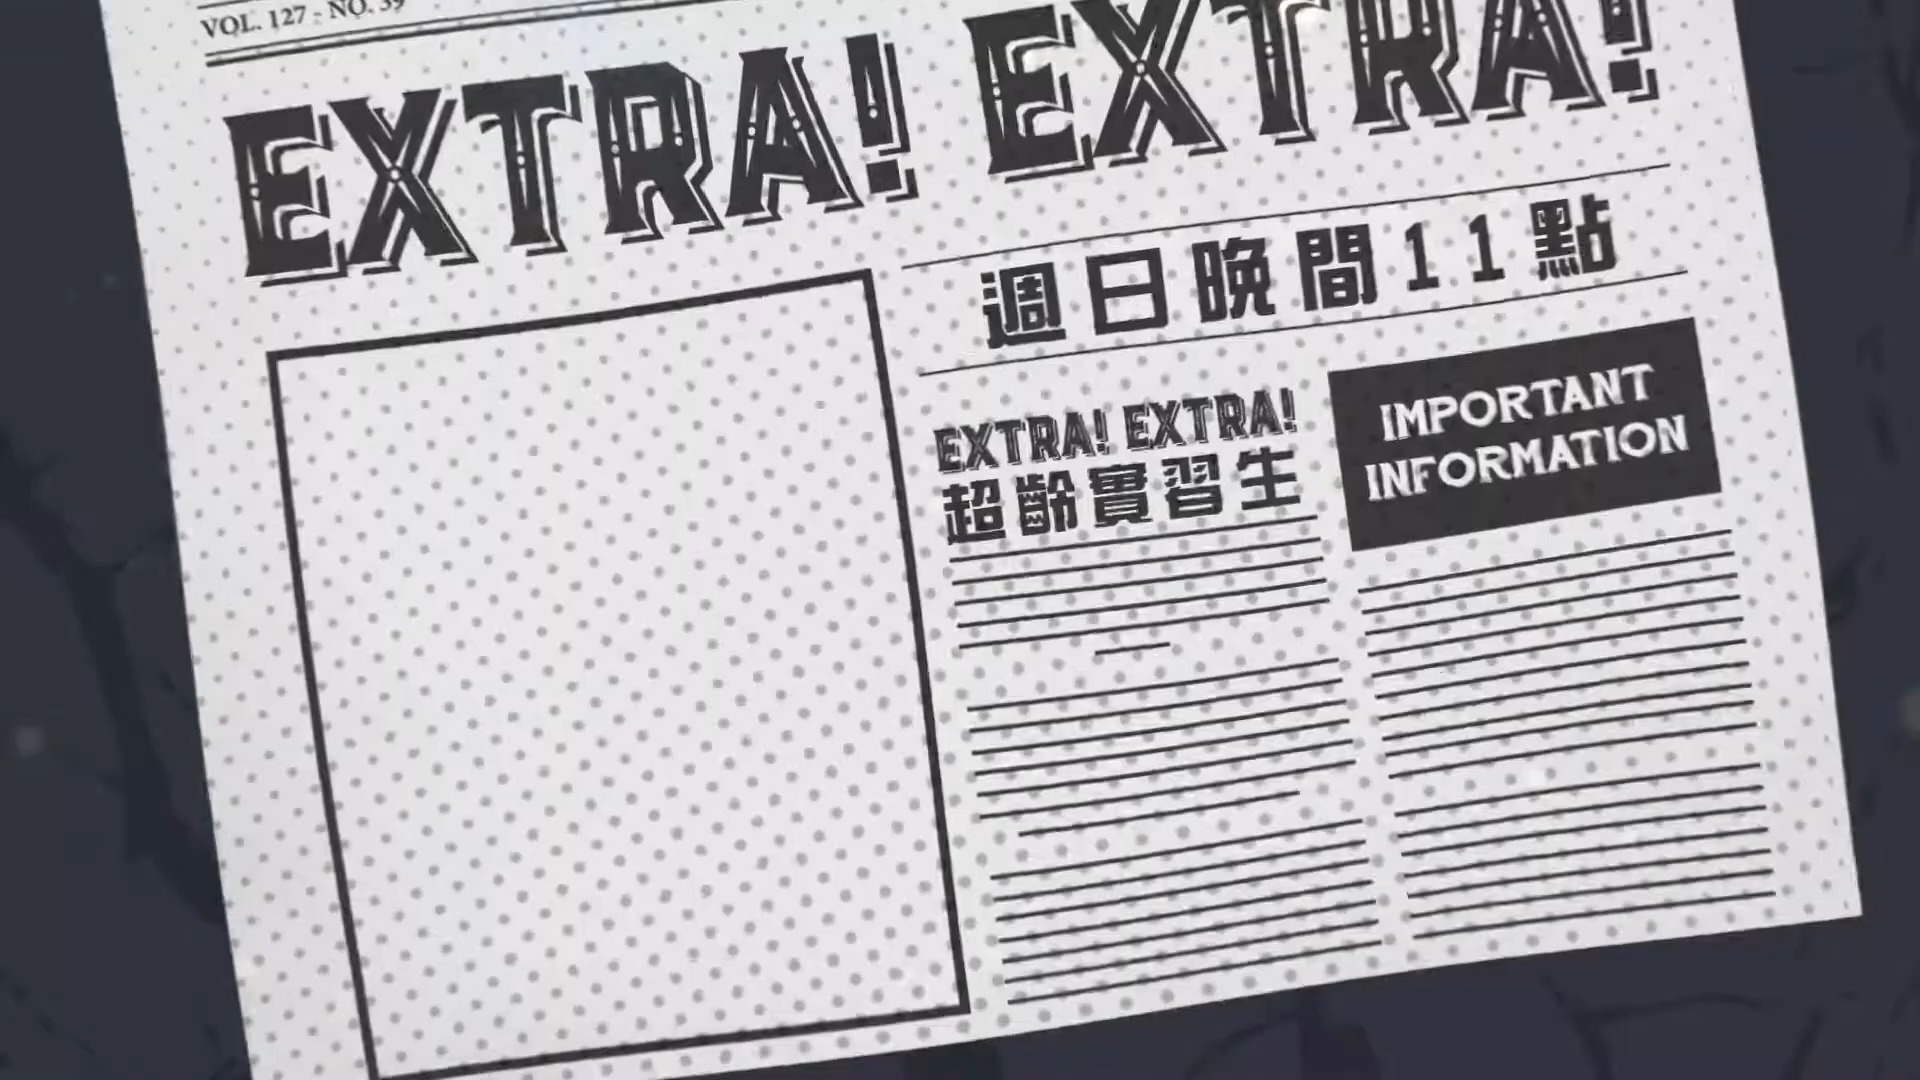 VOL. 127 - NO. 39
EXTRA! EXTRA!
週日晚間11點
EXTRA! EXTRA!
超齡實習生
IMPORTANT
INFORMATION